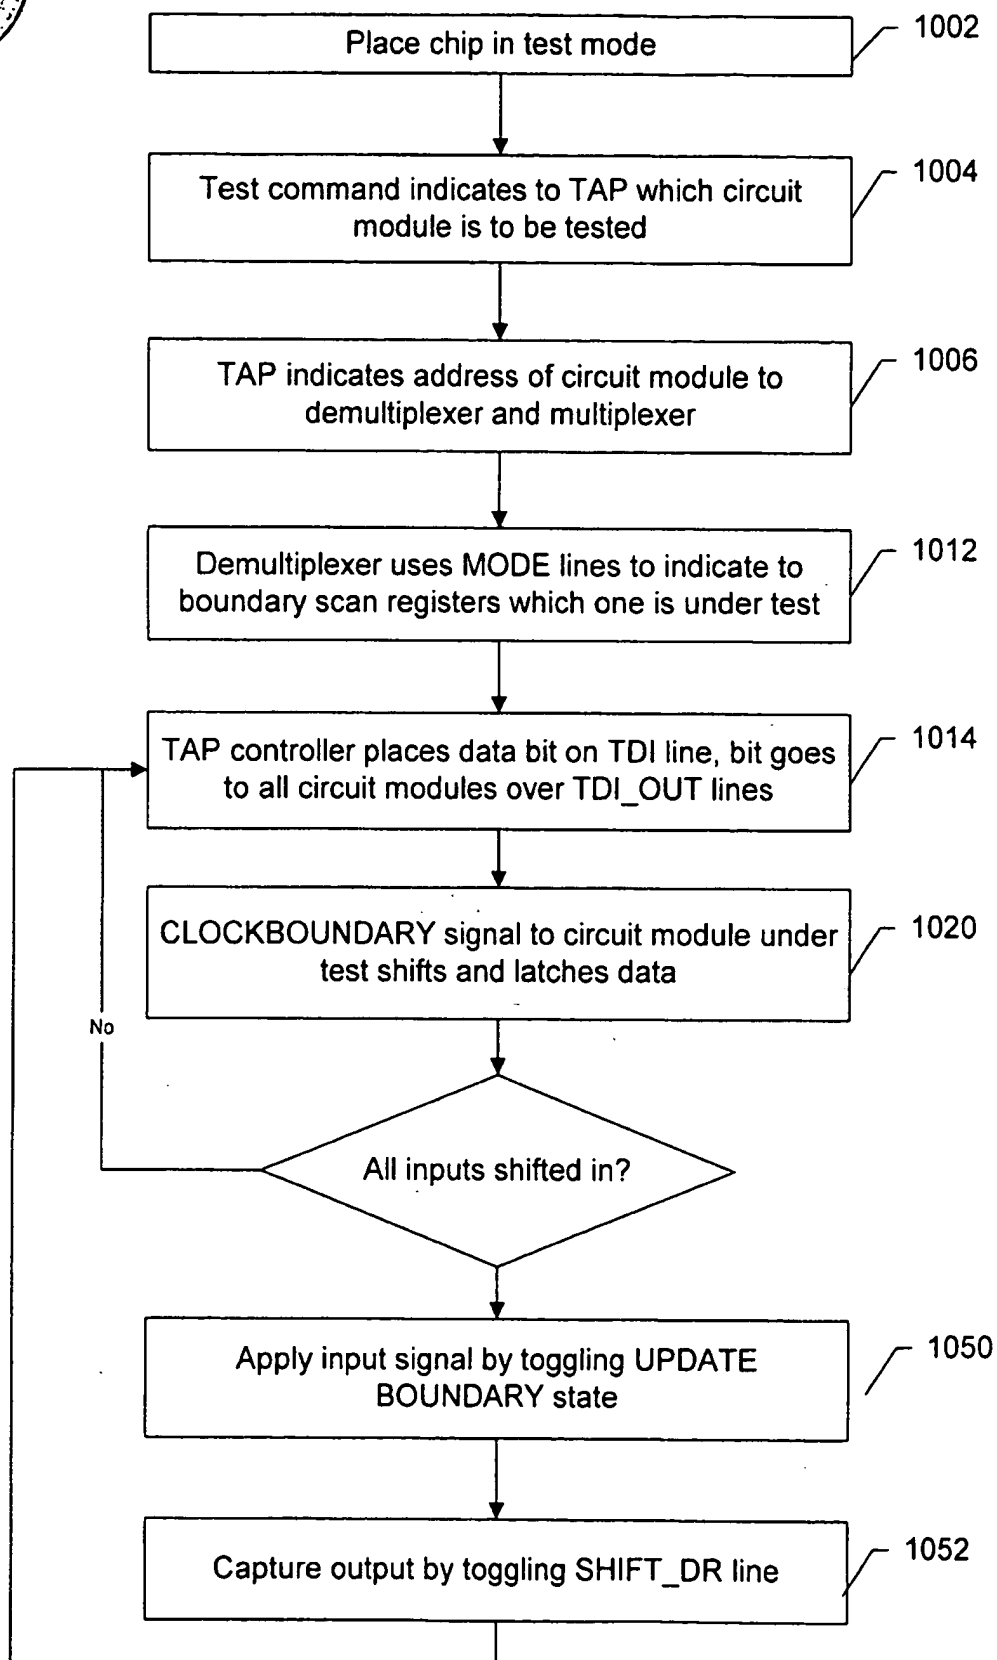 Place chip in test mode
1002
Test command indicates to TAP which circuit
module is to be tested
1004
TAP indicates address of circuit module to
demultiplexer and multiplexer
1006
Demultiplexer uses MODE lines to indicate to
boundary scan registers which one is under test
1012
TAP controller places data bit on TDI line, bit goes
to all circuit modules over TDI_OUT lines
1014
CLOCKBOUNDARY signal to circuit module under
test shifts and latches data
1020
No
All inputs shifted in?
Apply input signal by toggling UPDATE
BOUNDARY state
1050
Capture output by toggling SHIFT_DR line
1052